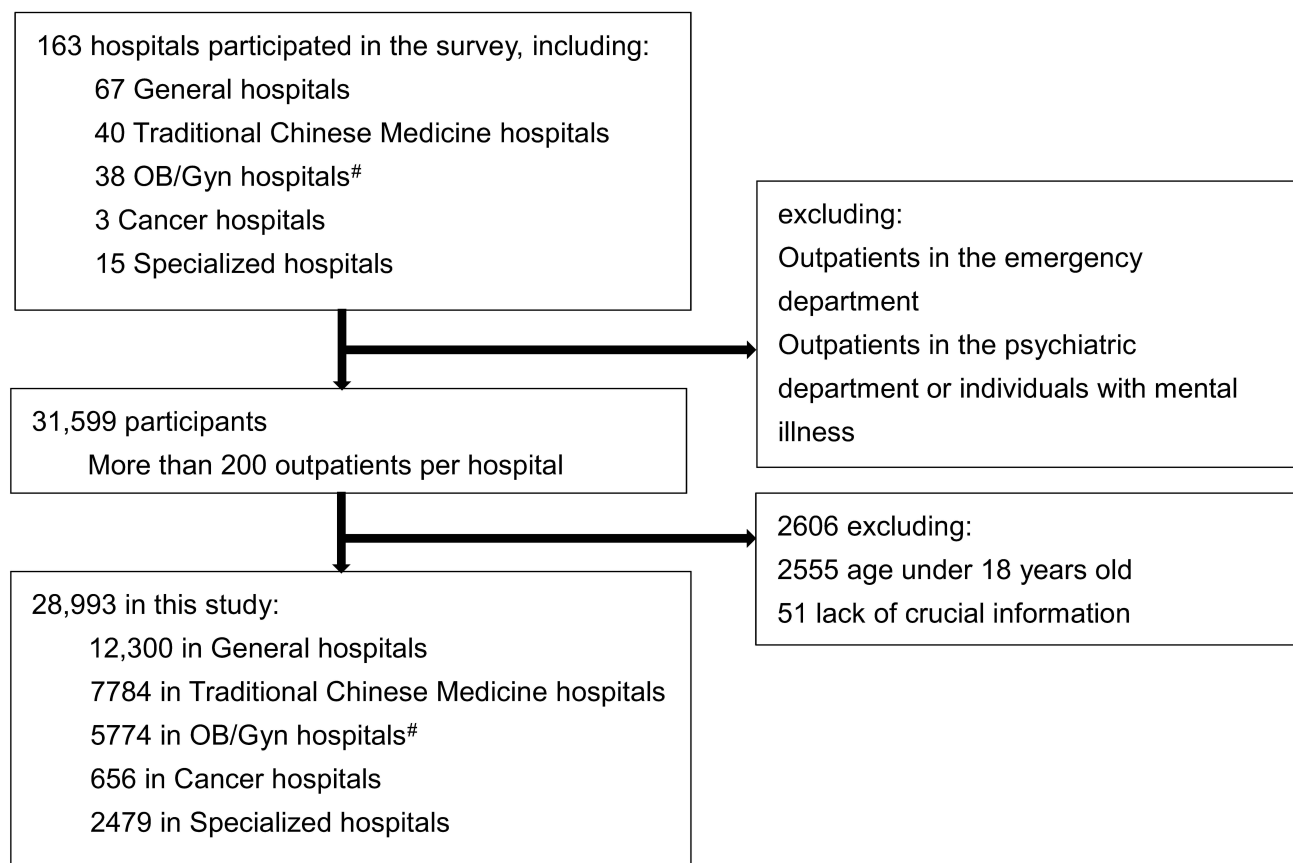 163 hospitals participated in the survey, including:
67 General hospitals
40 Traditional Chinese Medicine hospitals
38 OB/Gyn hospitals#
3 Cancer hospitals
15 Specialized hospitals
excluding:
Outpatients in the emergency
department
Outpatients in the psychiatric
department or individuals with mental
illness
31,599 participants
More than 200 outpatients per hospital
2606 excluding:
2555 age under 18 years old
51 lack of crucial information
28,993 in this study:
12,300 in General hospitals
7784 in Traditional Chinese Medicine hospitals
5774 in OB/Gyn hospitals#
656 in Cancer hospitals
2479 in Specialized hospitals